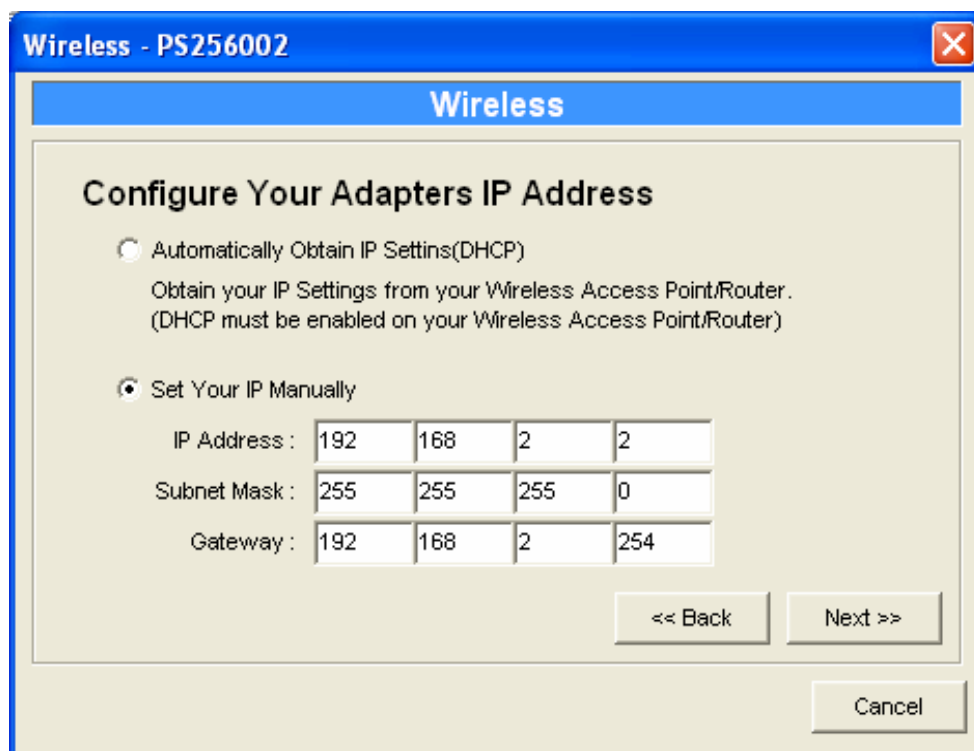 Wireless - PS256002
Wireless
Configure Your Adapters IP Address
Automatically Obtain IP Settins(DHCP)
Obtain your IP Settings from your Wireless Access Point/Router.
(DHCP must be enabled on your Wireless Access Point/Router)
Set Your IP Manually
IP Address : 192 168 2 2
Subnet Mask : 255 255 255 0
Gateway : 192 168 2 254
<< Back Next >>
Cancel